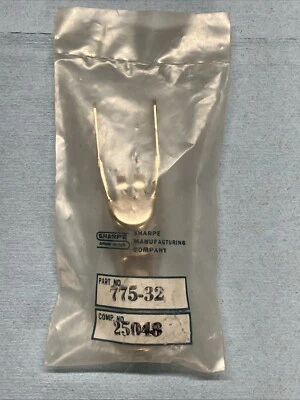 SHARPE
SHARPE
MANUFACTURING
COMPANY
PART NO.
775-32
COMP. NO.
25048